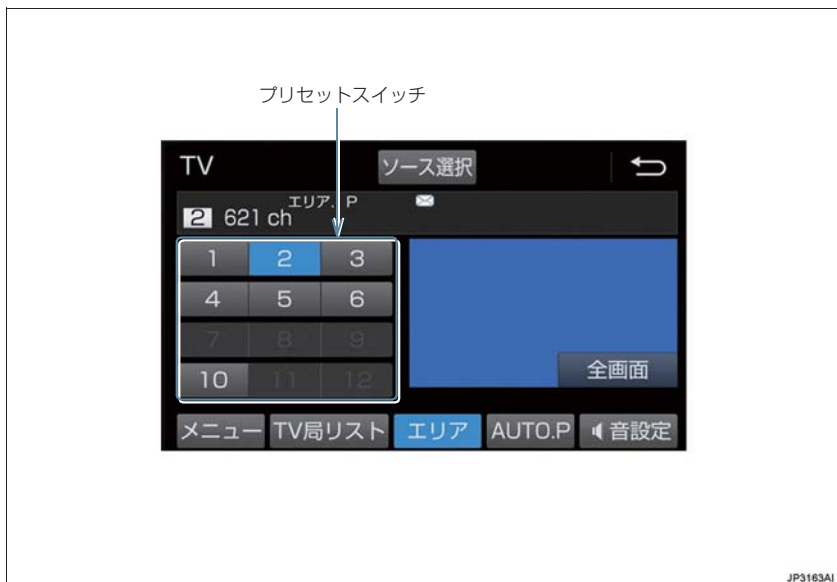 プリセットスイッチ
TV
ソース選択
エリア. P
2 621 ch
1 2 3
4 5 6
7 8 9
10 11 12
全画面
メニュー TV局リスト エリア AUTO.P 音設定
JP3163AI